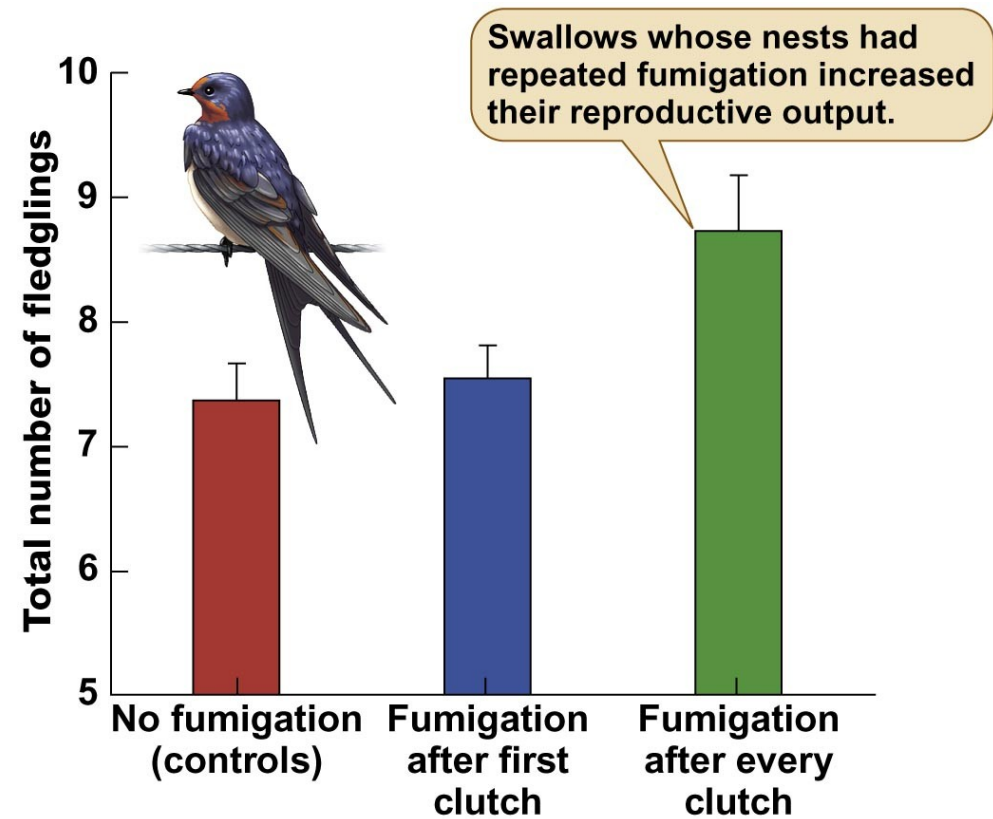 Swallows whose nests had
repeated fumigation increased
their reproductive output.
Total number of fledglings
10
9
8
7
6
5
No fumigation
(controls)
Fumigation
after first
clutch
Fumigation
after every
clutch